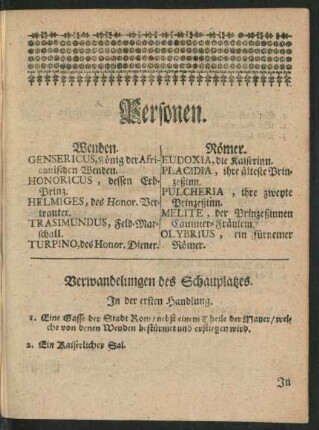 Personen.
Wenden.
GENSERICUS, König der Afri-
canischen Wenden.
HONORICUS, dessen Erb-
Prinz.
HELMIGES, des Honor. Ver-
trauter.
TRASIMUNDUS, Feld-Mar-
schall.
TURPINO, des Honor. Diener.
Römer.
EUDOXIA, die Kaiserinn.
PLACIDIA, ihre älteste Prin-
zeßinn.
PULCHERIA, ihre zweyte
Prinzeßinn.
MELITE, der Prinzeßinnen
Cammer-Fräulein.
OLYBRIUS, ein fürnemer
Römer.
Verwandelungen des Schauplatzes.
In der ersten Handlung.
1. Eine Gasse der Stadt Rom/ nebst einem Theile der Mauer/ wel-
che von denen Wenden bestürmet und erstiegen wird.
2. Ein Kaiserlicher Sal.
In